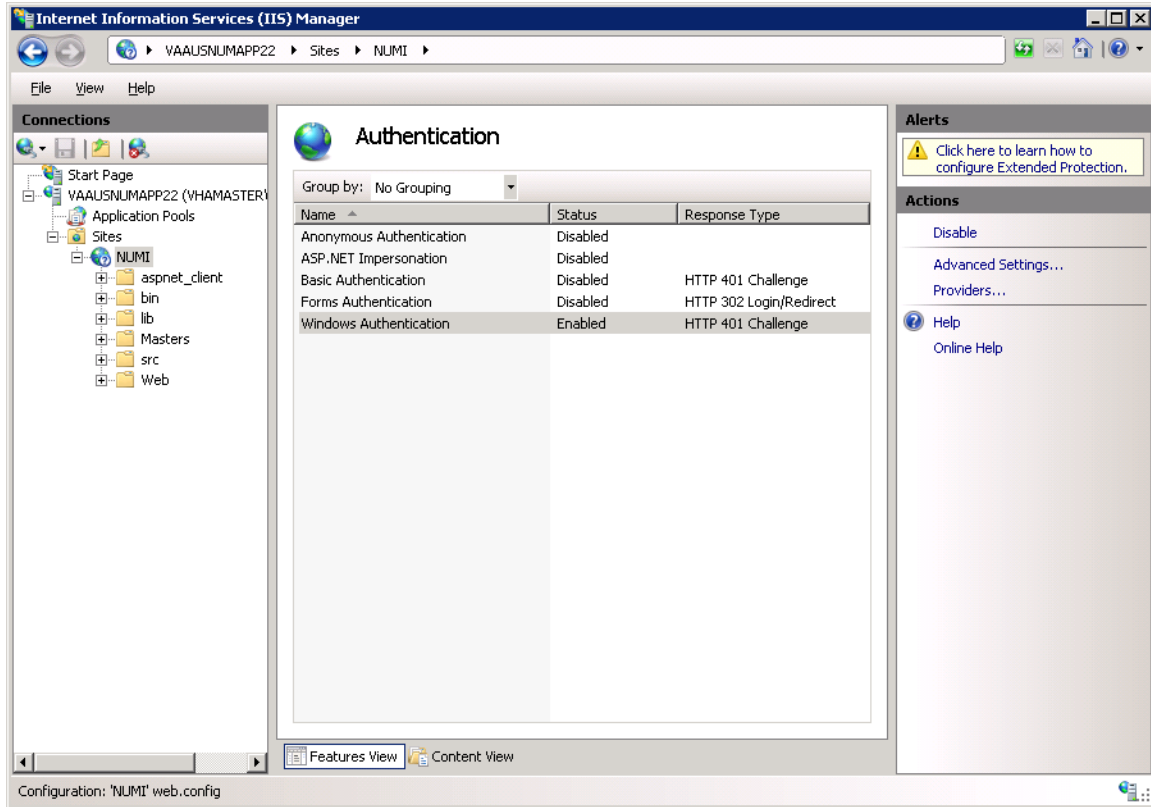 Internet Information Services (IIS) Manager
VAAUSNUMAPP22 Sites NUMI
File View Help
Connections
Start Page
VAAUSNUMAPP22 (VHAMASTER\
Application Pools
Sites
NUMI
aspnet_client
bin
lib
Masters
src
Web
Authentication
Group by: No Grouping
Name Status Response Type
Anonymous Authentication Disabled
ASP.NET Impersonation Disabled
Basic Authentication Disabled HTTP 401 Challenge
Forms Authentication Disabled HTTP 302 Login/Redirect
Windows Authentication Enabled HTTP 401 Challenge
Features View Content View
Alerts
Click here to learn how to
configure Extended Protection.
Actions
Disable
Advanced Settings...
Providers...
Help
Online Help
Configuration: 'NUMI' web.config